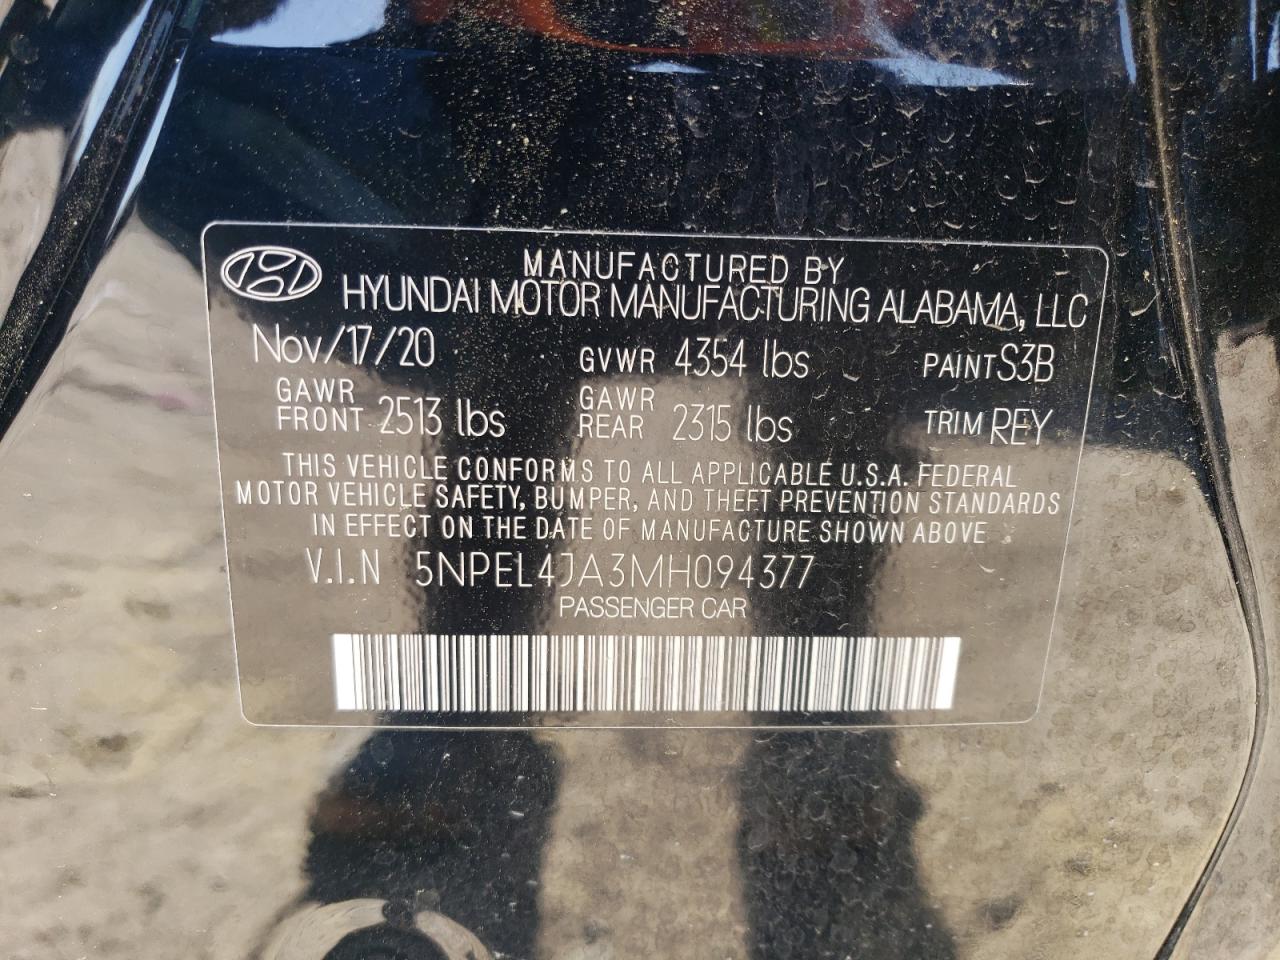 MANUFACTURED BY
HYUNDAI MOTOR MANUFACTURING ALABAMA, LLC
Nov/17/20 GVWR 4354 lbs PAINT S3B
GAWR FRONT 2513 lbs GAWR REAR 2315 lbs TRIM REY
THIS VEHICLE CONFORMS TO ALL APPLICABLE U.S.A. FEDERAL
MOTOR VEHICLE SAFETY, BUMPER, AND THEFT PREVENTION STANDARDS
IN EFFECT ON THE DATE OF MANUFACTURE SHOWN ABOVE
V.I.N 5NPEL4JA3MH094377
PASSENGER CAR